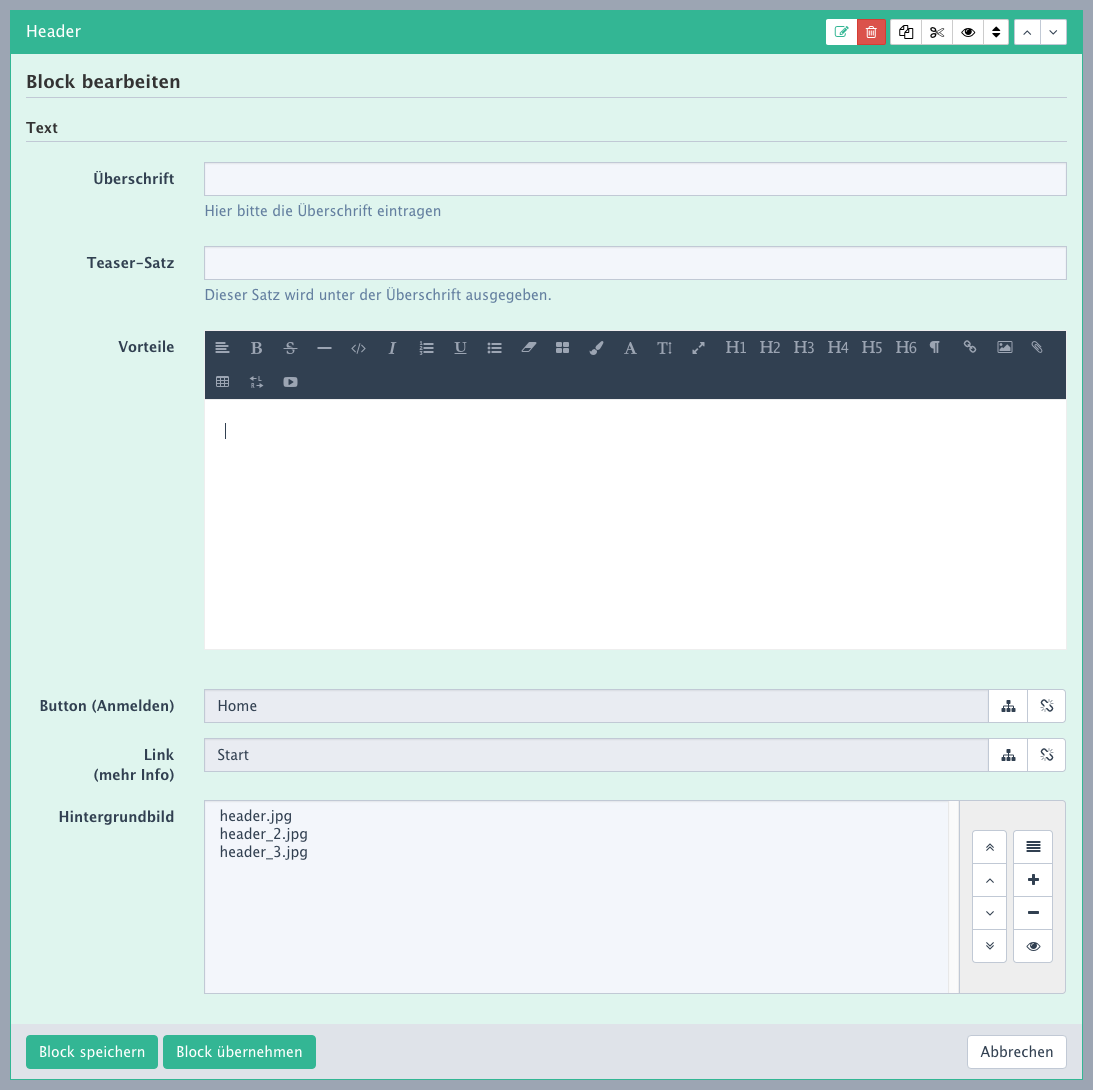 Header
Block bearbeiten
Text
Überschrift
Hier bitte die Überschrift eintragen
Teaser-Satz
Dieser Satz wird unter der Überschrift ausgegeben.
Vorteile
B S </> I U A T H1 H2 H3 H4 H5 H6 ¶
Button (Anmelden) Home
Link Start
(mehr Info)
Hintergrundbild header.jpg
header_2.jpg
header_3.jpg
Block speichern Block übernehmen Abbrechen